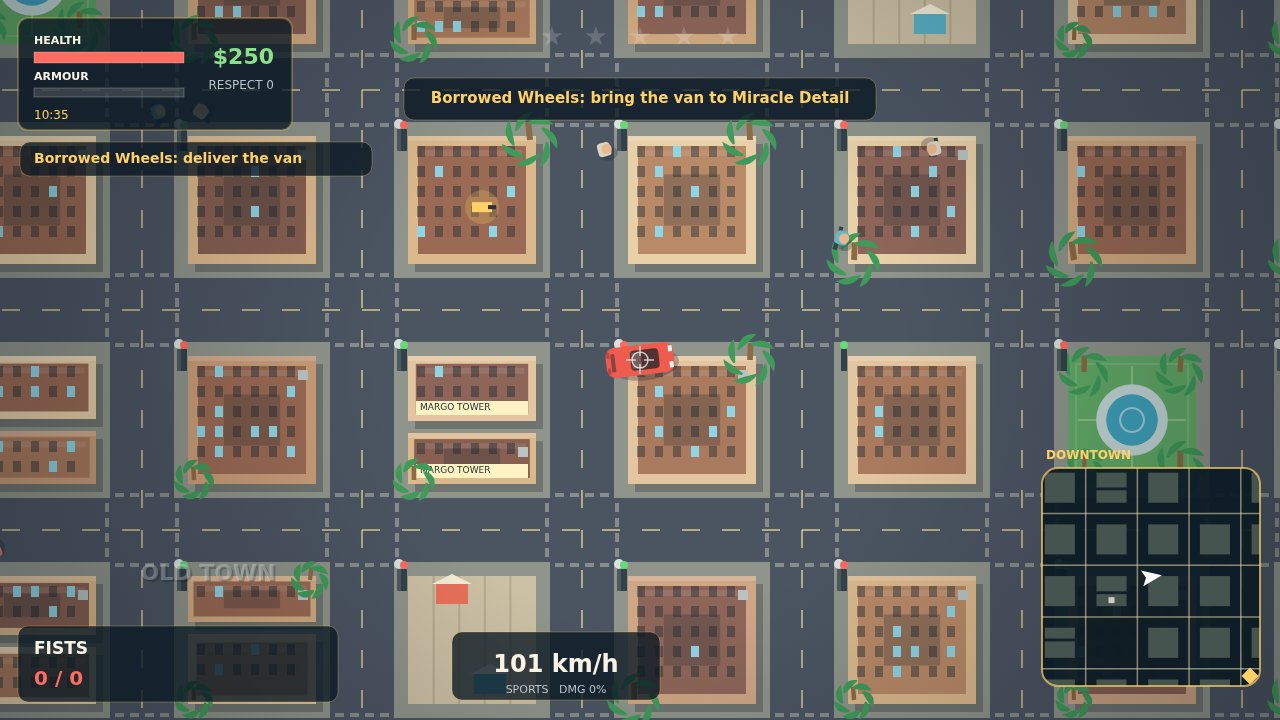 HEALTH
$250
ARMOUR
RESPECT 0
10:35
Borrowed Wheels: bring the van to Miracle Detail
Borrowed Wheels: deliver the van
MARGO TOWER
MARGO TOWER
DOWNTOWN
OLD TOWN
FISTS
0 / 0
101 km/h
SPORTS DMG 0%